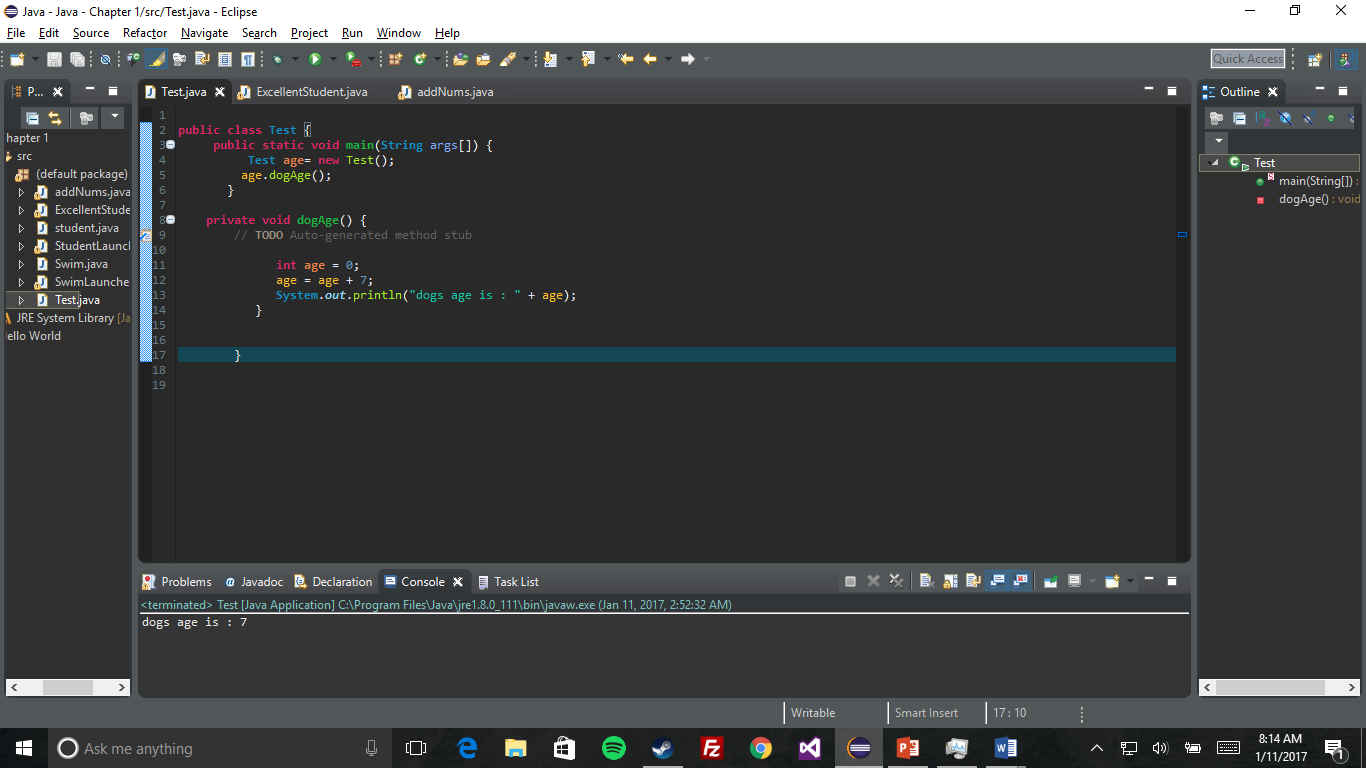 Java - Java - Chapter 1/src/Test.java - Eclipse
File Edit Source Refactor Navigate Search Project Run Window Help
Quick Access
P...
hapter 1
src
(default package)
addNums.java
ExcellentStude
student.java
StudentLauncl
Swim.java
SwimLaunche
Test.java
JRE System Library [Ja
ello World
Test.java ExcellentStudent.java addNums.java
1
2 public class Test {
3 public static void main(String args[]) {
4 Test age= new Test();
5 age.dogAge();
6 }
7
8 private void dogAge() {
9 // TODO Auto-generated method stub
10
11 int age = 0;
12 age = age + 7;
13 System.out.println("dogs age is : " + age);
14 }
15
16
17 }
18
19
Outline
Test
main(String[]) :
dogAge() : void
Problems @ Javadoc Declaration Console Task List
<terminated> Test [Java Application] C:\Program Files\Java\jre1.8.0_111\bin\javaw.exe (Jan 11, 2017, 2:52:32 AM)
dogs age is : 7
Writable Smart Insert 17 : 10
Ask me anything
8:14 AM
1/11/2017
1